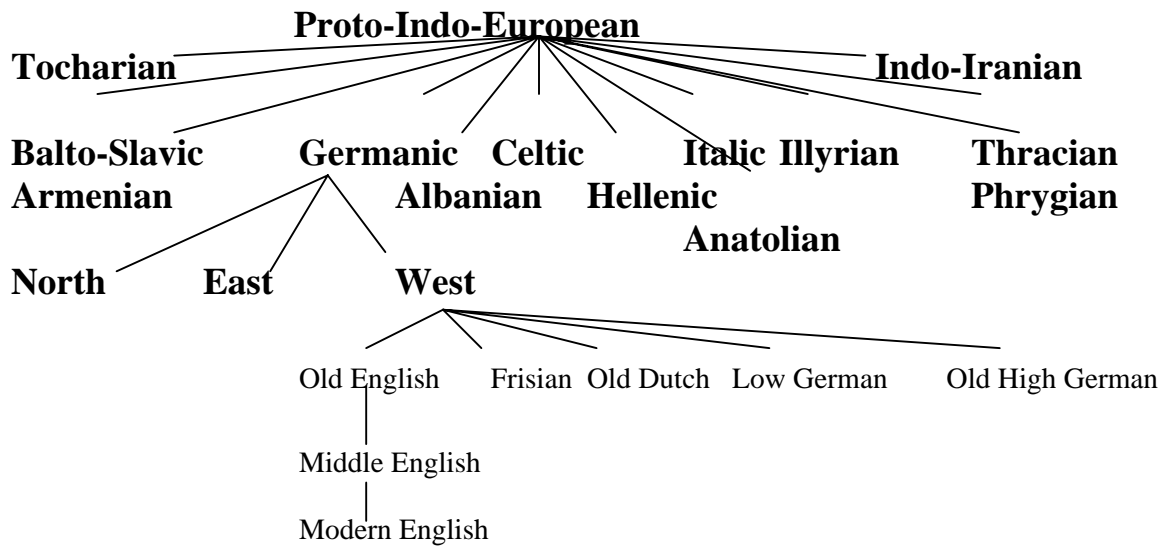 Proto-Indo-European
Tocharian Indo-Iranian
Balto-Slavic Germanic Celtic Italic Illyrian Thracian
Armenian Albanian Hellenic Phrygian
Anatolian
North East West
Old English Frisian Old Dutch Low German Old High German
Middle English
Modern English